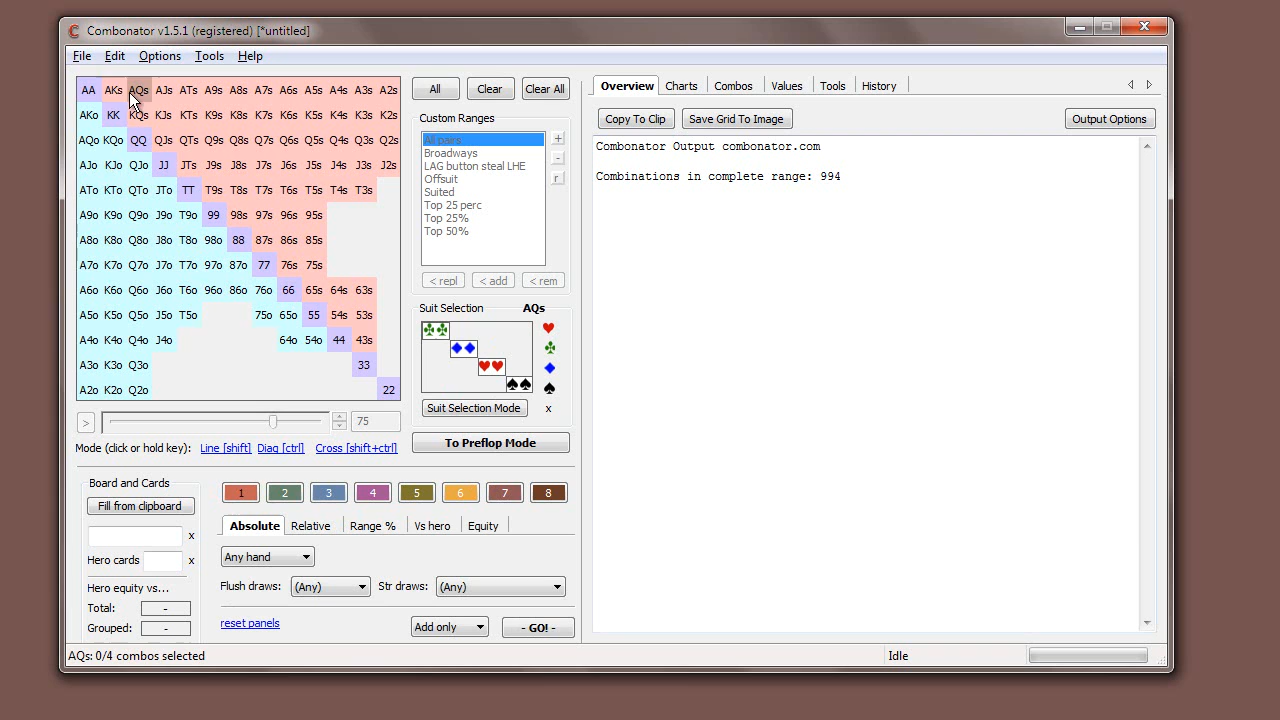 Combonator v1.5.1 (registered) [*untitled]
File Edit Options Tools Help
AA AKs AQs AJs ATs A9s A8s A7s A6s A5s A4s A3s A2s
AKo KK KQs KJs KTs K9s K8s K7s K6s K5s K4s K3s K2s
AQo KQo QQ QJs QTs Q9s Q8s Q7s Q6s Q5s Q4s Q3s Q2s
AJo KJo QJo JJ JTs J9s J8s J7s J6s J5s J4s J3s J2s
ATo KTo QTo JTo TT T9s T8s T7s T6s T5s T4s T3s
A9o K9o Q9o J9o T9o 99 98s 97s 96s 95s
A8o K8o Q8o J8o T8o 98o 88 87s 86s 85s
A7o K7o Q7o J7o T7o 97o 87o 77 76s 75s
A6o K6o Q6o J6o T6o 96o 86o 76o 66 65s 64s 63s
A5o K5o Q5o J5o T5o 75o 65o 55 54s 53s
A4o K4o Q4o J4o 64o 54o 44 43s
A3o K3o Q3o 33
A2o K2o Q2o 22
> 75
Mode (click or hold key): Line [shift] Diag [ctrl] Cross [shift+ctrl]
All Clear Clear All
Custom Ranges
All pairs
Broadways
LAG button steal LHE
Offsuit
Suited
Top 25 perc
Top 25%
Top 50%
+
-
r
< repl < add < rem
Suit Selection AQs
Suit Selection Mode x
To Preflop Mode
Board and Cards
Fill from clipboard
x
Hero cards x
Hero equity vs...
Total: -
Grouped: -
1 2 3 4 5 6 7 8
Absolute Relative Range % Vs hero Equity
Any hand
Flush draws: (Any) Str draws: (Any)
reset panels Add only - GO! -
Overview Charts Combos Values Tools History
Copy To Clip Save Grid To Image Output Options
Combonator Output combonator.com
Combinations in complete range: 994
AQs: 0/4 combos selected Idle